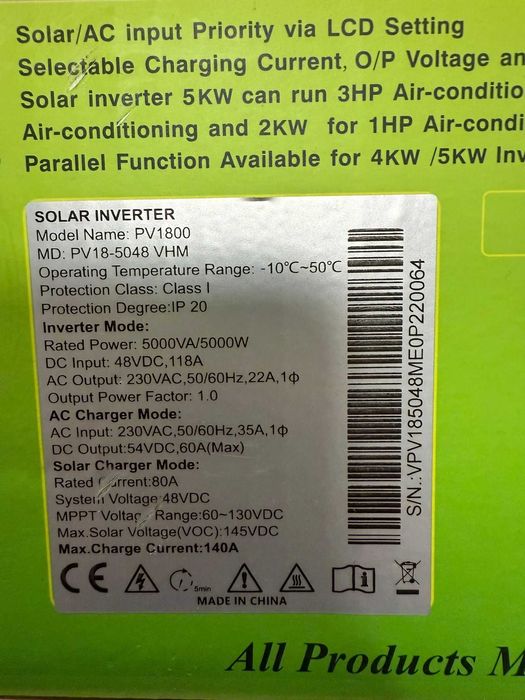 Solar/AC input Priority via LCD Setting
Selectable Charging Current, O/P Voltage an
Solar inverter 5KW can run 3HP Air-conditio
Air-conditioning and 2KW for 1HP Air-condi
Parallel Function Available for 4KW /5KW Inv
SOLAR INVERTER
Model Name: PV1800
MD: PV18-5048 VHM
Operating Temperature Range: -10℃~50℃
Protection Class: Class I
Protection Degree:IP 20
Inverter Mode:
Rated Power: 5000VA/5000W
DC Input: 48VDC,118A
AC Output: 230VAC,50/60Hz,22A,1ϕ
Output Power Factor: 1.0
AC Charger Mode:
AC Input: 230VAC,50/60Hz,35A,1ϕ
DC Output:54VDC,60A(Max)
Solar Charger Mode:
Rated Current:80A
System Voltage:48VDC
MPPT Voltage Range:60~130VDC
Max.Solar Voltage(VOC):145VDC
Max.Charge Current:140A
CE
5min
MADE IN CHINA
S/N.:VPV185048ME0P220064
All Products M